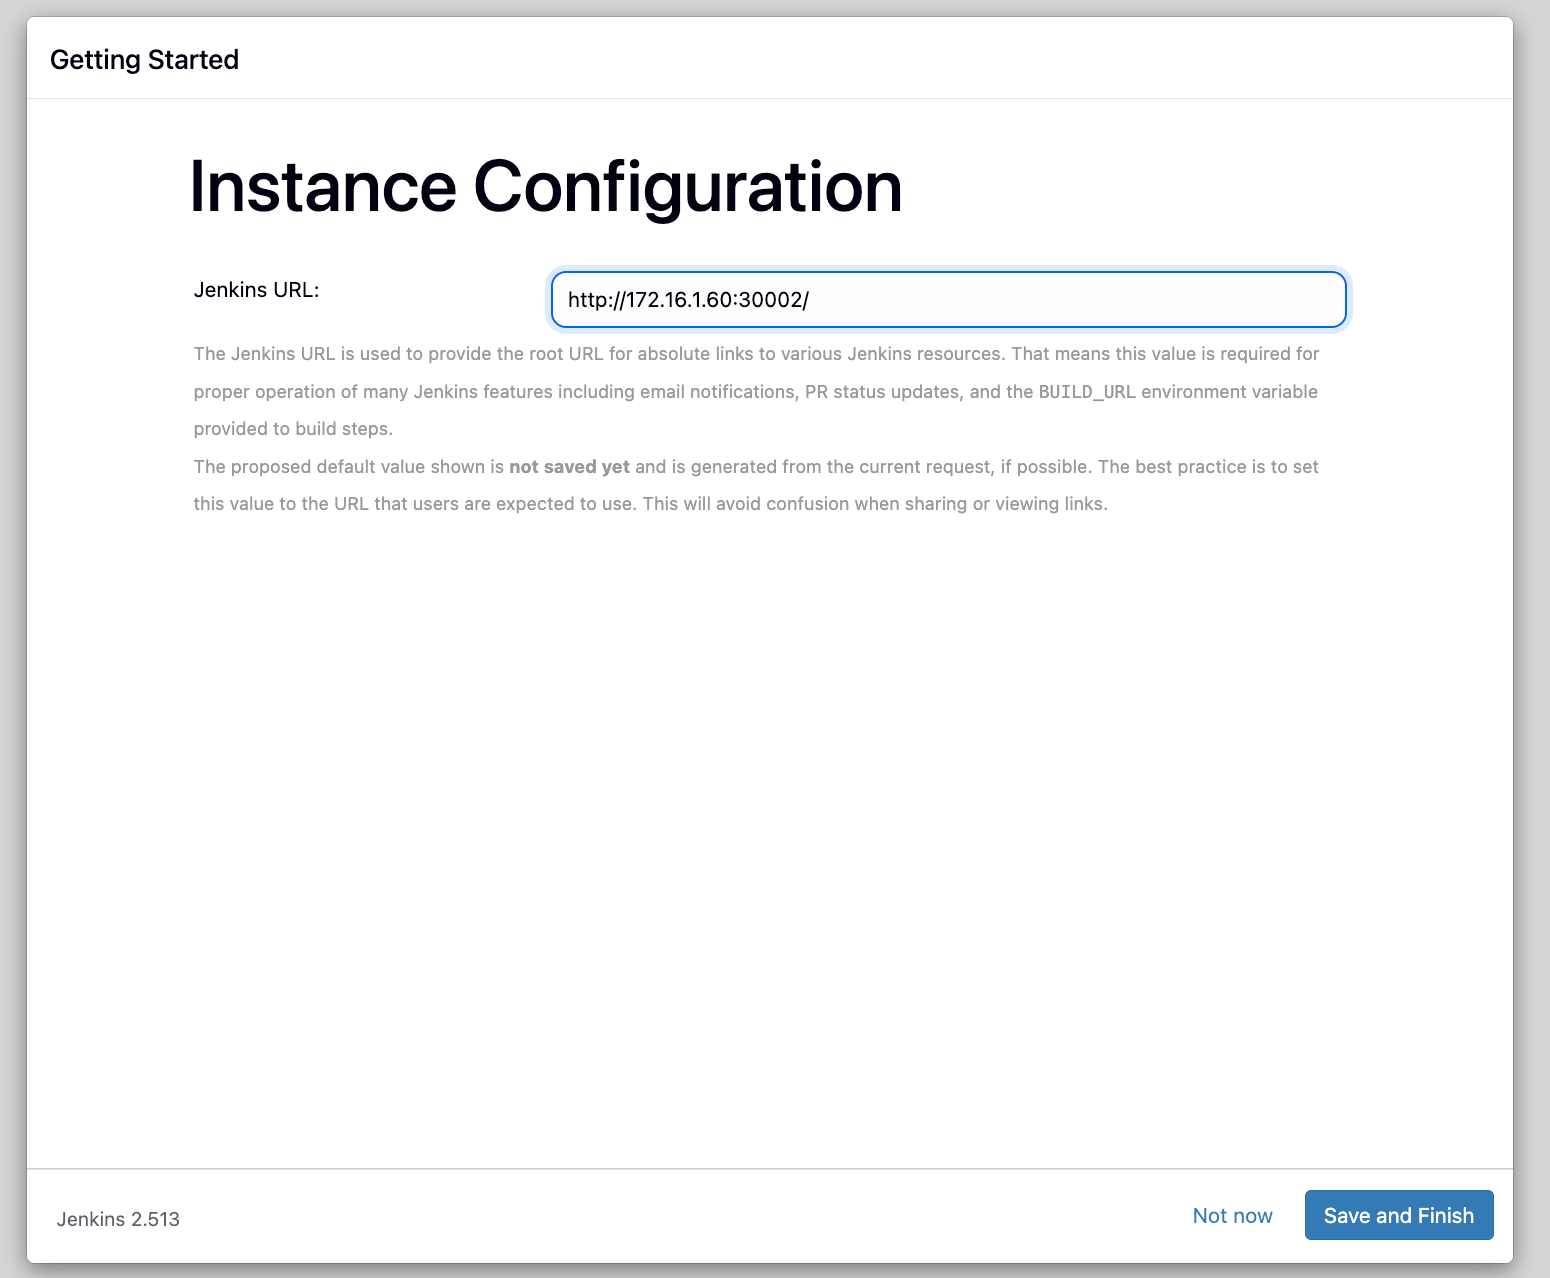 Getting Started
Instance Configuration
Jenkins URL:
http://172.16.1.60:30002/
The Jenkins URL is used to provide the root URL for absolute links to various Jenkins resources. That means this value is required for
proper operation of many Jenkins features including email notifications, PR status updates, and the BUILD_URL environment variable
provided to build steps.
The proposed default value shown is not saved yet and is generated from the current request, if possible. The best practice is to set
this value to the URL that users are expected to use. This will avoid confusion when sharing or viewing links.
Jenkins 2.513
Not now
Save and Finish